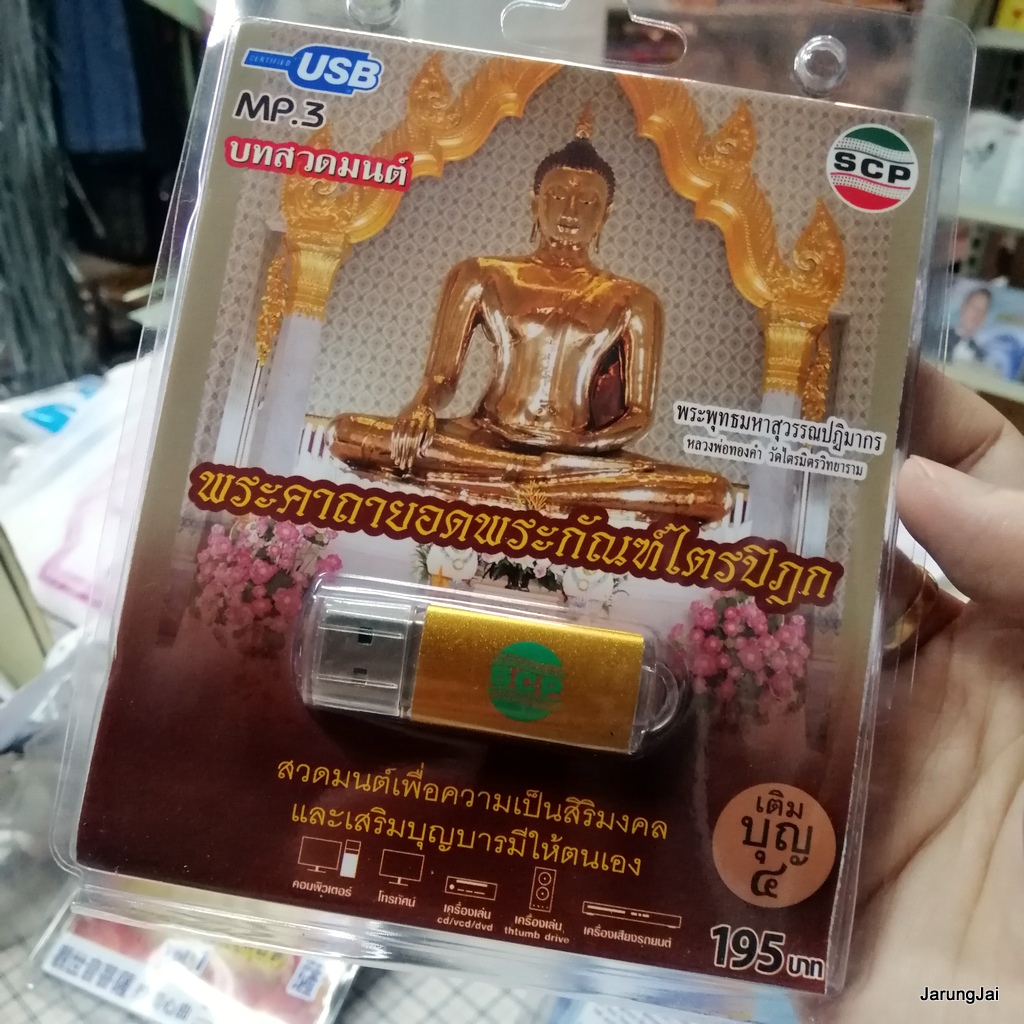 CERTIFIED USB
MP.3
บทสวดมนต์
SCP
พระพุทธมหาสุวรรณปฏิมากร
หลวงพ่อทองคำ วัดไตรมิตรวิทยาราม
พระคาถายอดพระกัณฑ์ไตรปิฎก
SCP
สวดมนต์เพื่อความเป็นสิริมงคล
และเสริมบุญบารมีให้ตนเอง
เติม
บุญ
๔
คอมพิวเตอร์
โทรทัศน์
เครื่องเล่น
cd/vcd/dvd
เครื่องเล่น,
thtumb drive
เครื่องเสียงรถยนต์
195 บาท
JarungJai